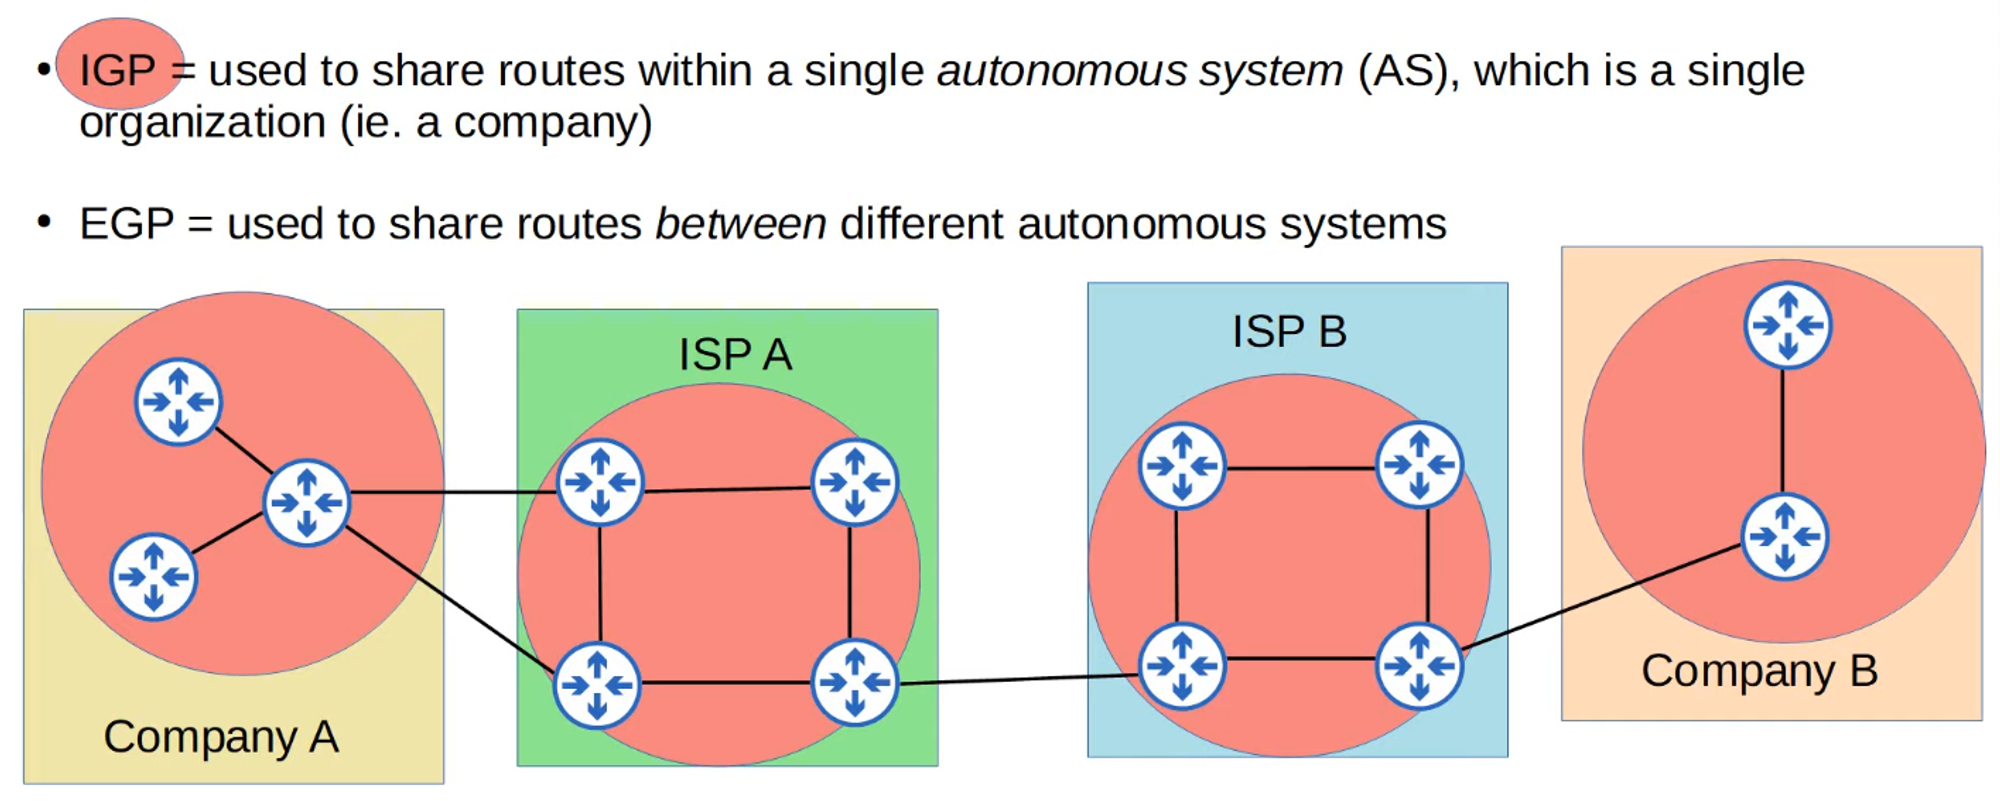 • IGP = used to share routes within a single autonomous system (AS), which is a single
organization (ie. a company)
• EGP = used to share routes between different autonomous systems
Company A
ISP A
ISP B
Company B